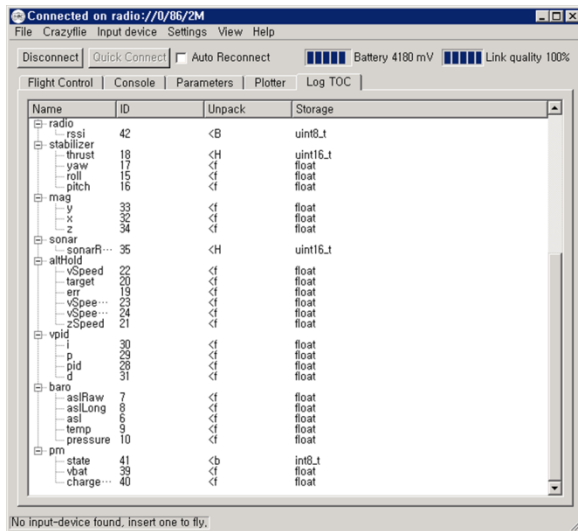 Connected on radio://0/86/2M
File Crazyflie Input device Settings View Help
Disconnect Quick Connect Auto Reconnect Battery 4180 mV Link quality 100%
Flight Control Console Parameters Plotter Log TOC
Name ID Unpack Storage
radio
rssi 42 <B uint8_t
stabilizer
thrust 18 <H uint16_t
yaw 17 <f float
roll 15 <f float
pitch 16 <f float
mag
y 33 <f float
x 32 <f float
z 34 <f float
sonar
sonarR... 35 <H uint16_t
altHold
vSpeed 22 <f float
target 20 <f float
err 19 <f float
vSpee... 23 <f float
vSpee... 24 <f float
zSpeed 21 <f float
vpid
i 30 <f float
p 29 <f float
pid 28 <f float
d 31 <f float
baro
aslRaw 7 <f float
aslLong 8 <f float
asl 6 <f float
temp 9 <f float
pressure 10 <f float
pm
state 41 <b int8_t
vbat 39 <f float
charge... 40 <f float
No input-device found, insert one to fly.